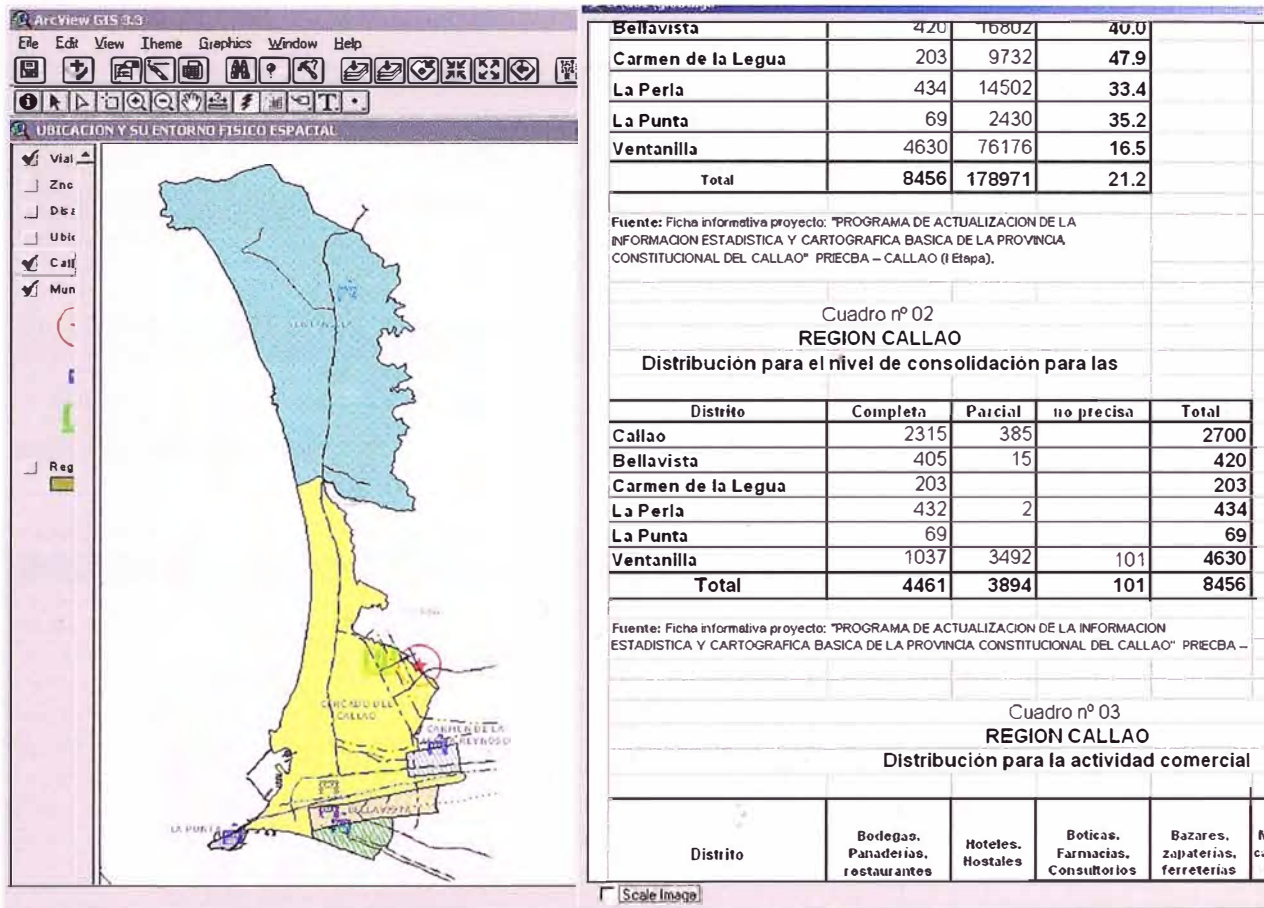 ArcView GIS 3.3
File Edit View Theme Graphics Window Help
UBICACION Y SU ENTORNO FISICO ESPACIAL
Vial
Znc
Disz
Ubic
Call
Mun
Reg
CERCADO DEL
CALLAO
CARMEN DE LA
BELLAVISTA
LA PUNTA
Bellavista 420 16802 40.0
Carmen de la Legua 203 9732 47.9
La Perla 434 14502 33.4
La Punta 69 2430 35.2
Ventanilla 4630 76176 16.5
Total 8456 178971 21.2
Fuente: Ficha informativa proyecto: "PROGRAMA DE ACTUALIZACION DE LA
INFORMACION ESTADISTICA Y CARTOGRAFICA BASICA DE LA PROVINCIA
CONSTITUCIONAL DEL CALLAO" PRIECBA – CALLAO (I Etapa).
Cuadro nº 02
REGION CALLAO
Distribución para el nivel de consolidación para las
Distrito Completa Parcial no precisa Total
Callao 2315 385 2700
Bellavista 405 15 420
Carmen de la Legua 203 203
La Perla 432 2 434
La Punta 69 69
Ventanilla 1037 3492 101 4630
Total 4461 3894 101 8456
Fuente: Ficha informativa proyecto: "PROGRAMA DE ACTUALIZACION DE LA INFORMACION
ESTADISTICA Y CARTOGRAFICA BASICA DE LA PROVINCIA CONSTITUCIONAL DEL CALLAO" PRIECBA –
Cuadro nº 03
REGION CALLAO
Distribución para la actividad comercial
Distrito
Bodegas, Panaderías, restaurantes
Hoteles, Hostales
Boticas, Farmacias, Consultorios
Bazares, zapaterías, ferreterías
Scale Image